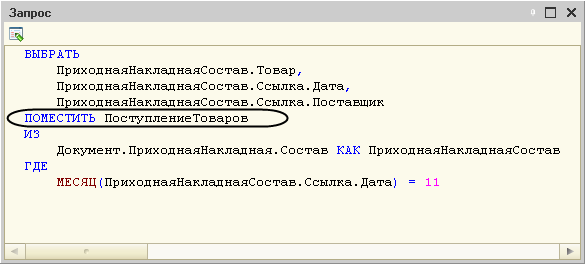 Запрос
ВЫБРАТЬ
ПриходнаяНакладнаяСостав.Товар,
ПриходнаяНакладнаяСостав.Ссылка.Дата,
ПриходнаяНакладнаяСостав.Ссылка.Поставщик
ПОМЕСТИТЬ ПоступлениеТоваров
ИЗ
Документ.ПриходнаяНакладная.Состав КАК ПриходнаяНакладнаяСостав
ГДЕ
МЕСЯЦ(ПриходнаяНакладнаяСостав.Ссылка.Дата) = 11